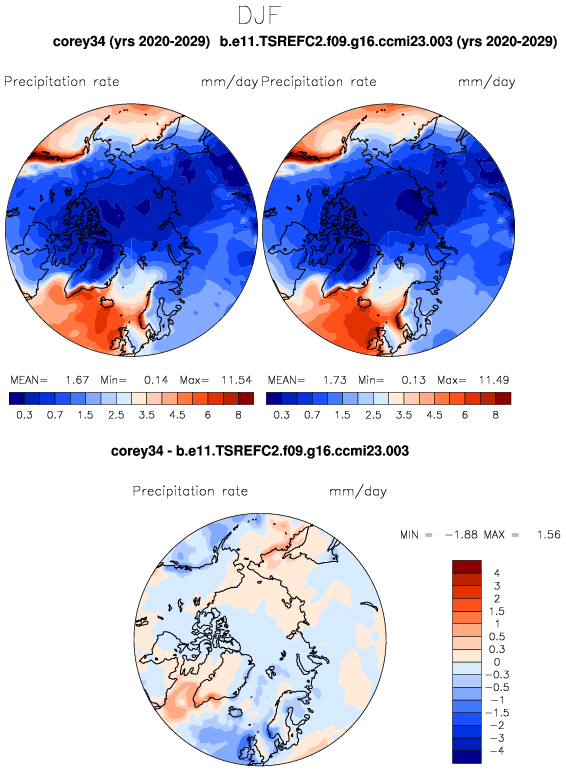 DJF
corey34 (yrs 2020-2029) b.e11.TSREFC2.f09.g16.ccmi23.003 (yrs 2020-2029)
Precipitation rate mm/day Precipitation rate mm/day
MEAN= 1.67 Min= 0.14 Max= 11.54 MEAN= 1.73 Min= 0.13 Max= 11.49
0.3 0.7 1.5 2.5 3.5 4.5 6 8 0.3 0.7 1.5 2.5 3.5 4.5 6 8
corey34 - b.e11.TSREFC2.f09.g16.ccmi23.003
Precipitation rate mm/day
MIN = -1.88 MAX = 1.56
4
3
2
1.5
1
0.5
0.3
0
-0.3
-0.5
-1
-1.5
-2
-3
-4